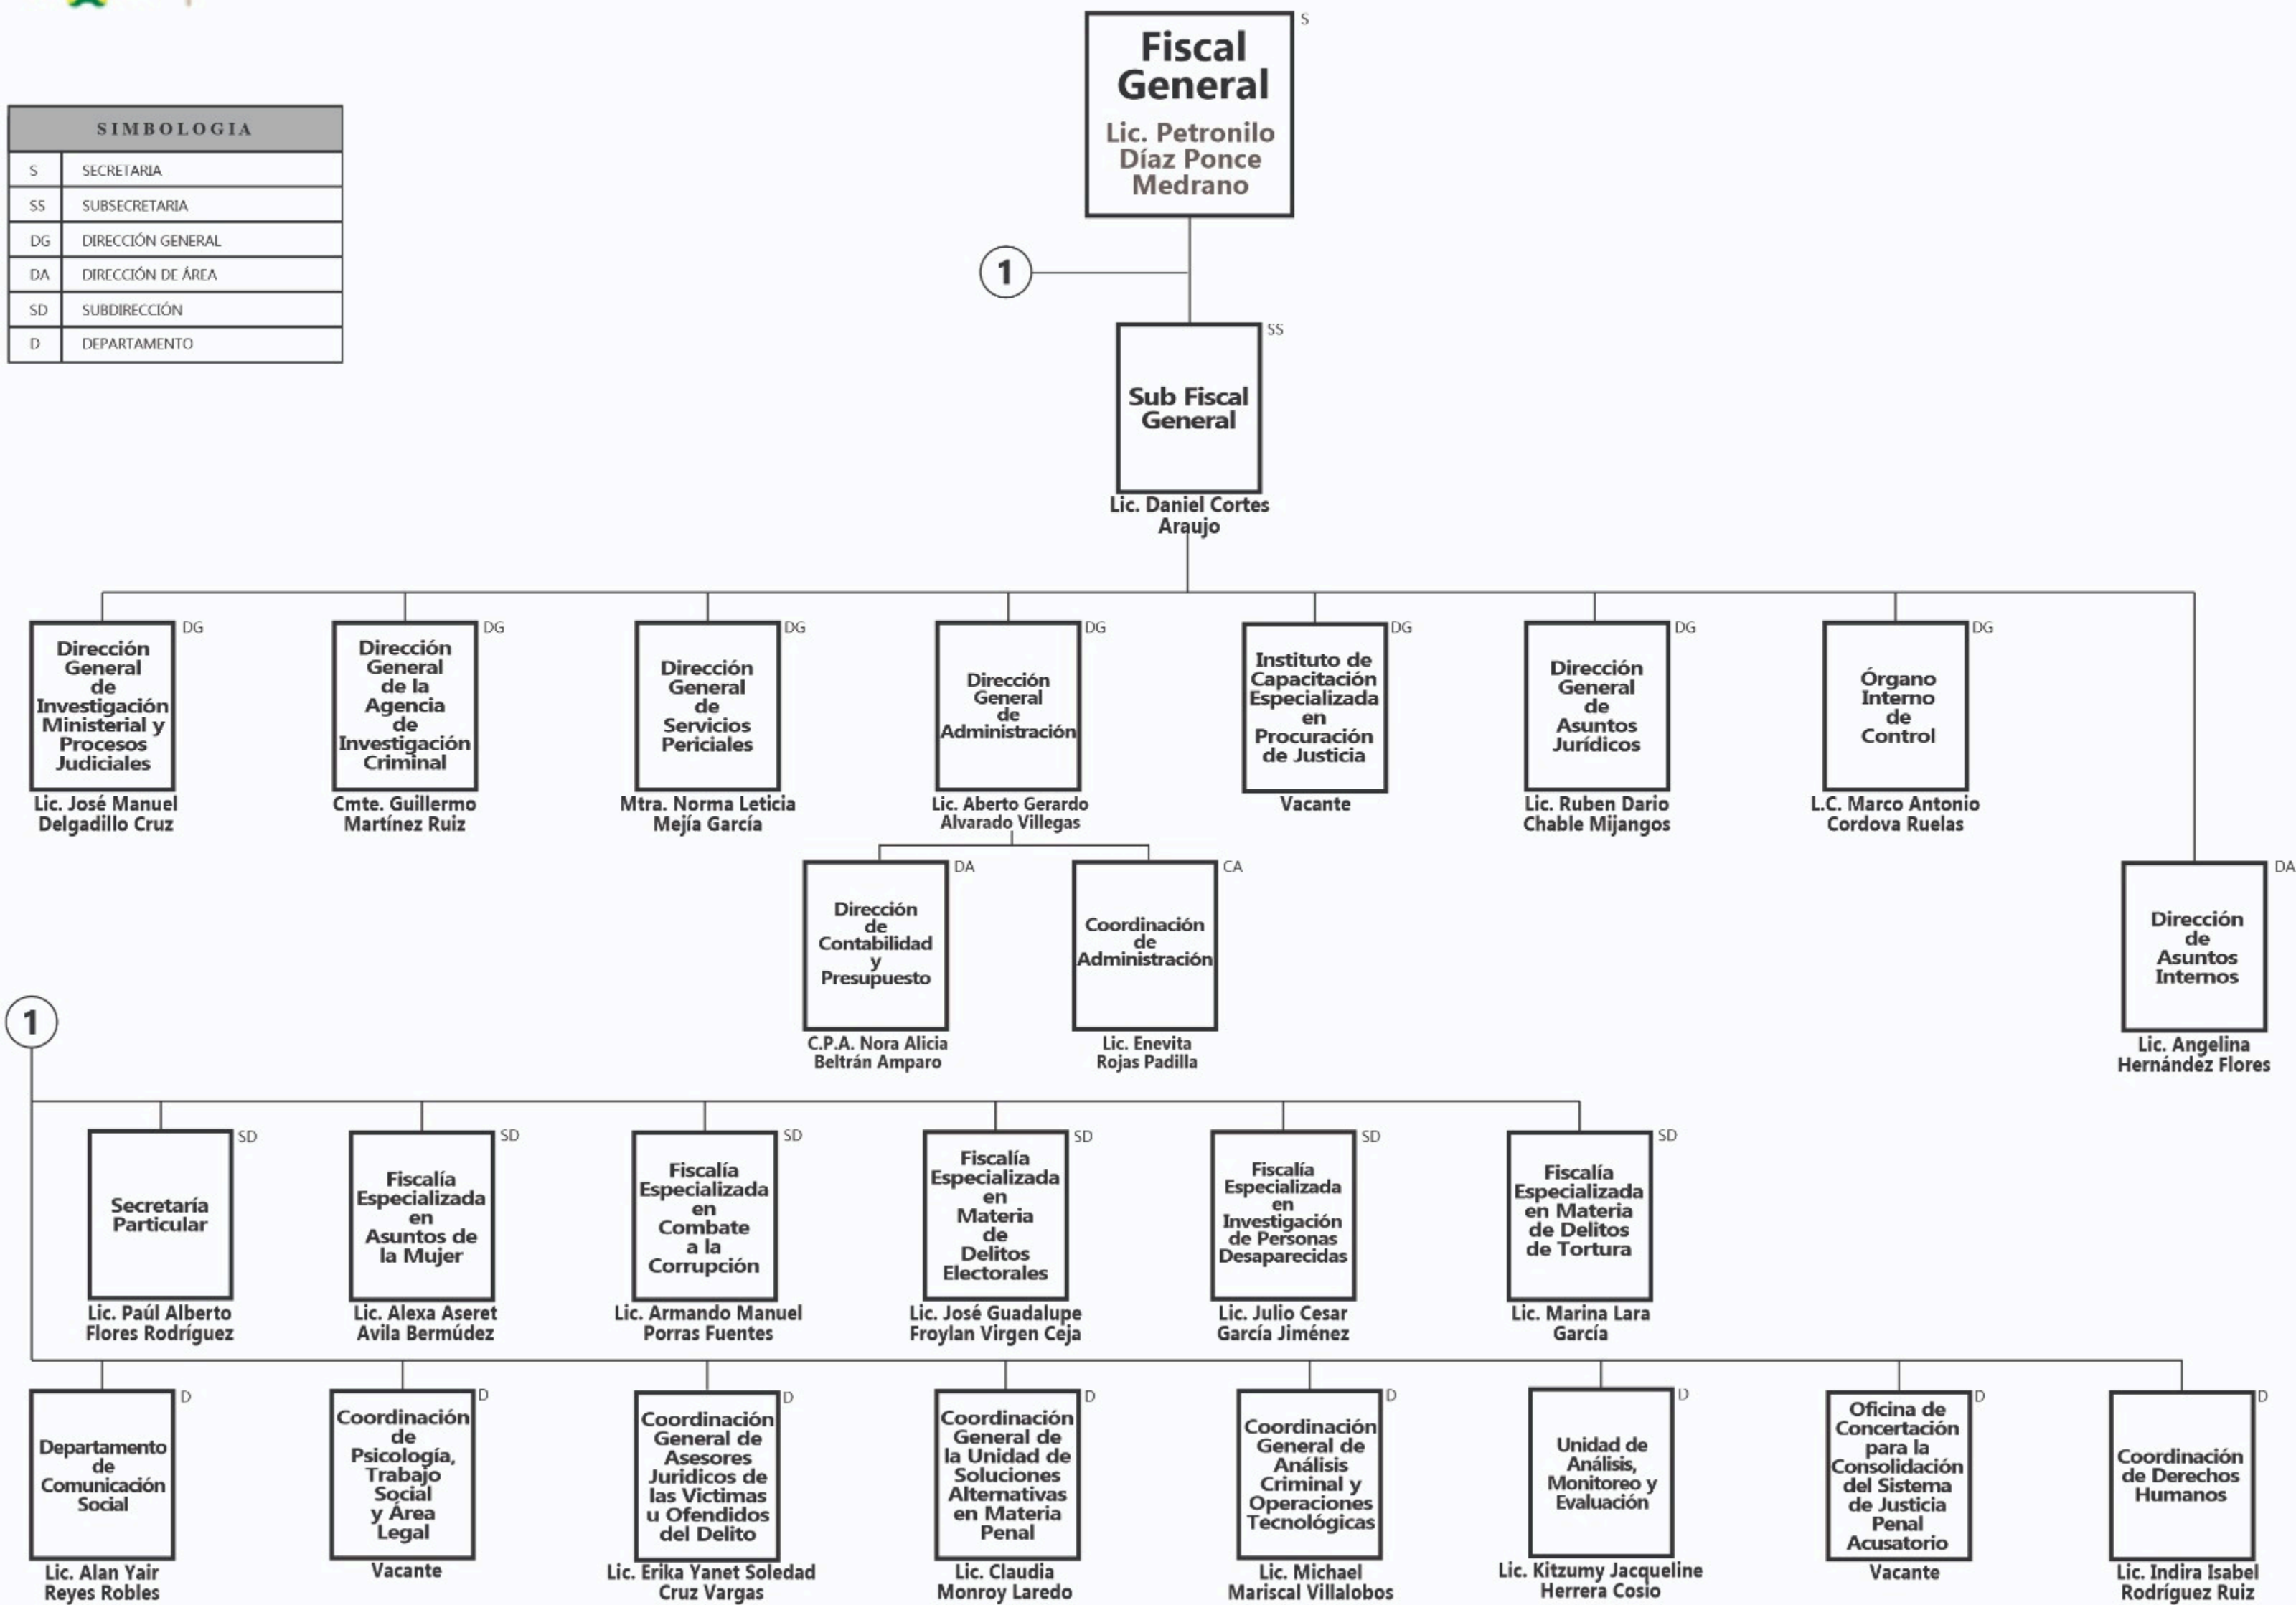 Fiscal
General
Lic. Petronilo
Díaz Ponce
Medrano
S
SIMBOLOGIA
S SECRETARIA
SS SUBSECRETARIA
DG DIRECCIÓN GENERAL
DA DIRECCIÓN DE ÁREA
SD SUBDIRECCIÓN
D DEPARTAMENTO
1
SS
Sub Fiscal
General
Lic. Daniel Cortes
Araujo
DG
Dirección
General
de
Investigación
Ministerial y
Procesos
Judiciales
Lic. José Manuel
Delgadillo Cruz
DG
Dirección
General
de la
Agencia
de
Investigación
Criminal
Cmte. Guillermo
Martínez Ruiz
DG
Dirección
General
de
Servicios
Periciales
Mtra. Norma Leticia
Mejía García
DG
Dirección
General
de
Administración
Lic. Aberto Gerardo
Alvarado Villegas
DG
Instituto de
Capacitación
Especializada
en
Procuración
de Justicia
Vacante
DG
Dirección
General
de
Asuntos
Jurídicos
Lic. Ruben Dario
Chable Mijangos
DG
Órgano
Interno
de
Control
L.C. Marco Antonio
Cordova Ruelas
DA
Dirección
de
Contabilidad
y
Presupuesto
C.P.A. Nora Alicia
Beltrán Amparo
CA
Coordinación
de
Administración
Lic. Enevita
Rojas Padilla
DA
Dirección
de
Asuntos
Internos
Lic. Angelina
Hernández Flores
1
SD
Secretaría
Particular
Lic. Paúl Alberto
Flores Rodríguez
SD
Fiscalía
Especializada
en
Asuntos de
la Mujer
Lic. Alexa Aseret
Avila Bermúdez
SD
Fiscalía
Especializada
en
Combate
a la
Corrupción
Lic. Armando Manuel
Porras Fuentes
SD
Fiscalía
Especializada
en
Materia
de
Delitos
Electorales
Lic. José Guadalupe
Froylan Virgen Ceja
SD
Fiscalía
Especializada
en
Investigación
de Personas
Desaparecidas
Lic. Julio Cesar
García Jiménez
SD
Fiscalía
Especializada
en Materia
de Delitos
de Tortura
Lic. Marina Lara
García
D
Departamento
de
Comunicación
Social
Lic. Alan Yair
Reyes Robles
D
Coordinación
de
Psicología,
Trabajo
Social
y Área
Legal
Vacante
D
Coordinación
General de
Asesores
Juridicos de
las Victimas
u Ofendidos
del Delito
Lic. Erika Yanet Soledad
Cruz Vargas
D
Coordinación
General de
la Unidad de
Soluciones
Alternativas
en Materia
Penal
Lic. Claudia
Monroy Laredo
D
Coordinación
General de
Análisis
Criminal y
Operaciones
Tecnológicas
Lic. Michael
Mariscal Villalobos
D
Unidad de
Análisis,
Monitoreo y
Evaluación
Lic. Kitzumy Jacqueline
Herrera Cosio
D
Oficina de
Concertación
para la
Consolidación
del Sistema
de Justicia
Penal
Acusatorio
Vacante
D
Coordinación
de Derechos
Humanos
Lic. Indira Isabel
Rodríguez Ruiz